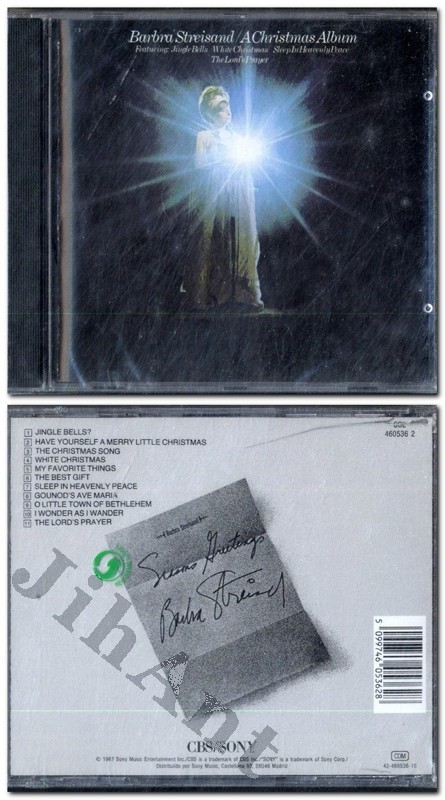 Barbra Streisand / A Christmas Album
Featuring: Jingle Bells White Christmas Sleep In Heavenly Peace
The Lord's Prayer
COL
460536 2
1 JINGLE BELLS?
2 HAVE YOURSELF A MERRY LITTLE CHRISTMAS
3 THE CHRISTMAS SONG
4 WHITE CHRISTMAS
5 MY FAVORITE THINGS
6 THE BEST GIFT
7 SLEEP IN HEAVENLY PEACE
8 GOUNOD'S AVE MARIA
9 O LITTLE TOWN OF BETHLEHEM
10 I WONDER AS I WANDER
11 THE LORD'S PRAYER
Barbra Streisand
Seasons Greetings
Barbra Streisand
JihAnt
5 099746 053628
CBS/SONY
© 1967 Sony Music Entertainment Inc./CBS is a trademark of CBS Inc./"SONY" is a trademark of Sony Corp./
Distribuido por Sony Music, Castellana 28046 Madrid
COM
42-460536-10